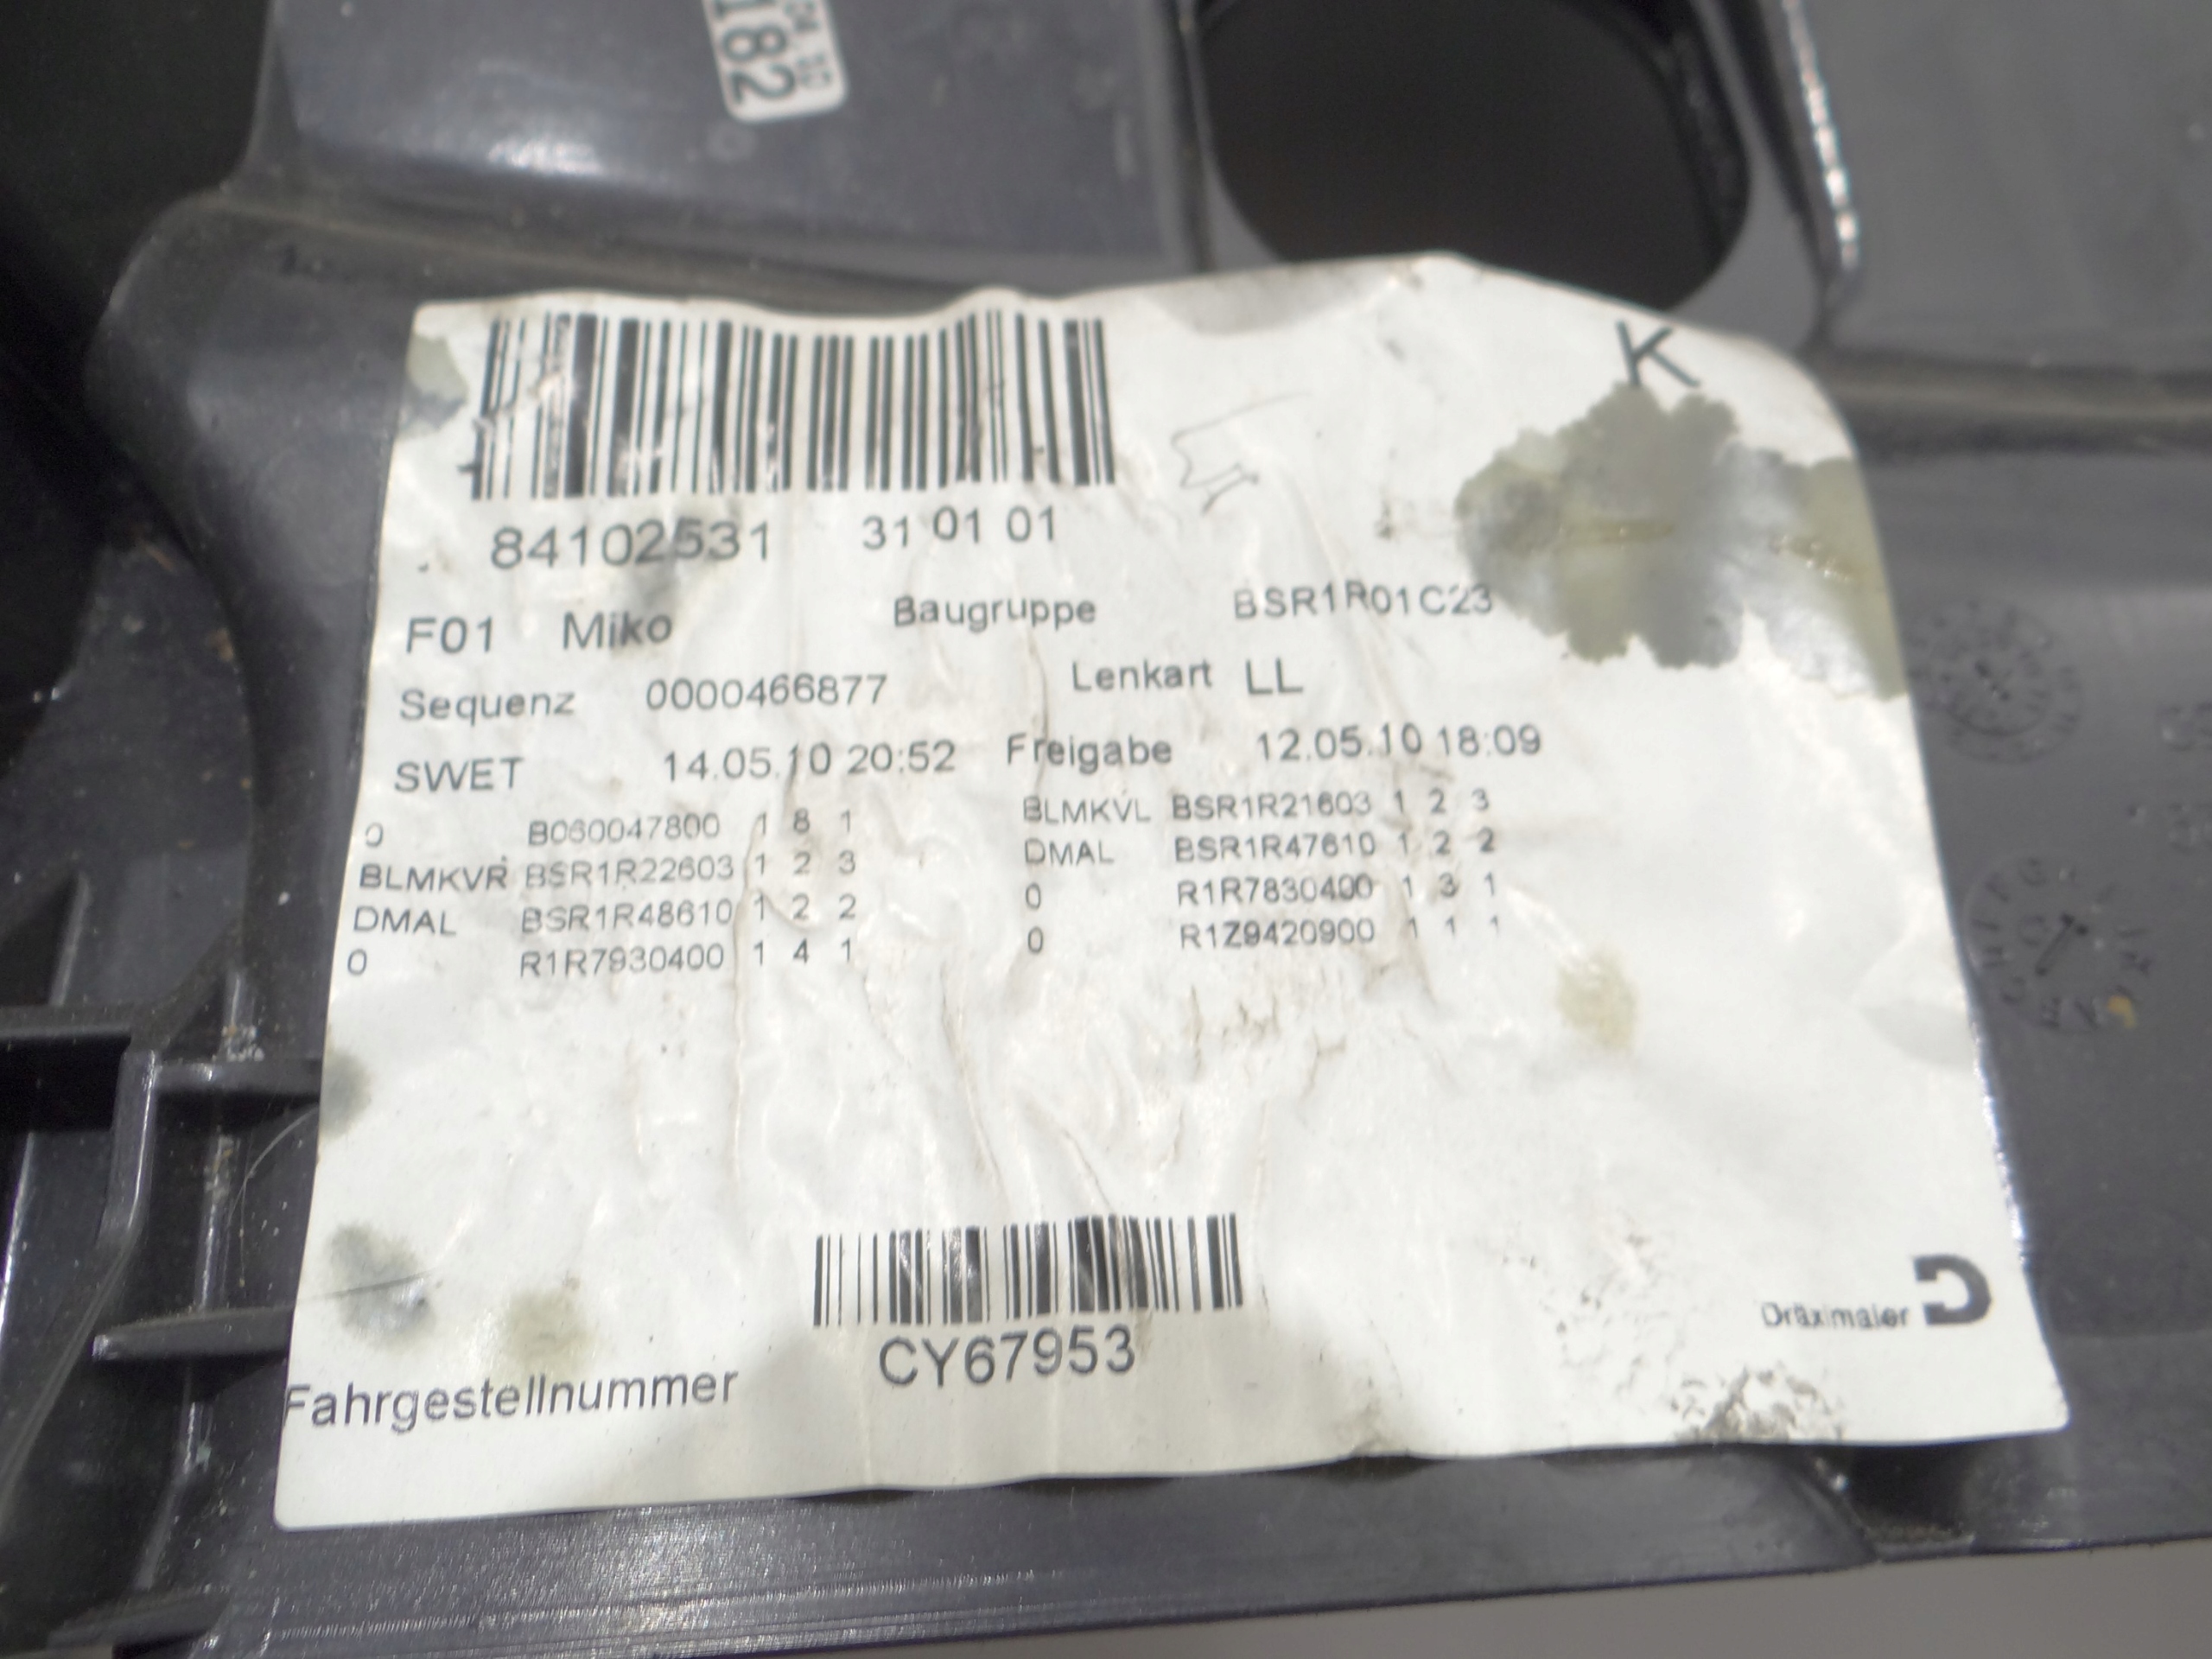 182
K
84102531 31 01 01
F01 Miko Baugruppe BSR1R01C23
Sequenz 0000466877 Lenkart LL
SWET 14.05.10 20:52 Freigabe 12.05.10 18:09
0 B060047800 1 8 1 BLMKVL BSR1R21603 1 2 3
BLMKVR BSR1R22603 1 2 3 DMAL BSR1R47610 1 2 2
DMAL BSR1R48610 1 2 2 0 R1R7830400 1 3 1
0 R1R7930400 1 4 1 0 R1Z9420900 1 1 1
Dräximaier
Fahrgestellnummer CY67953